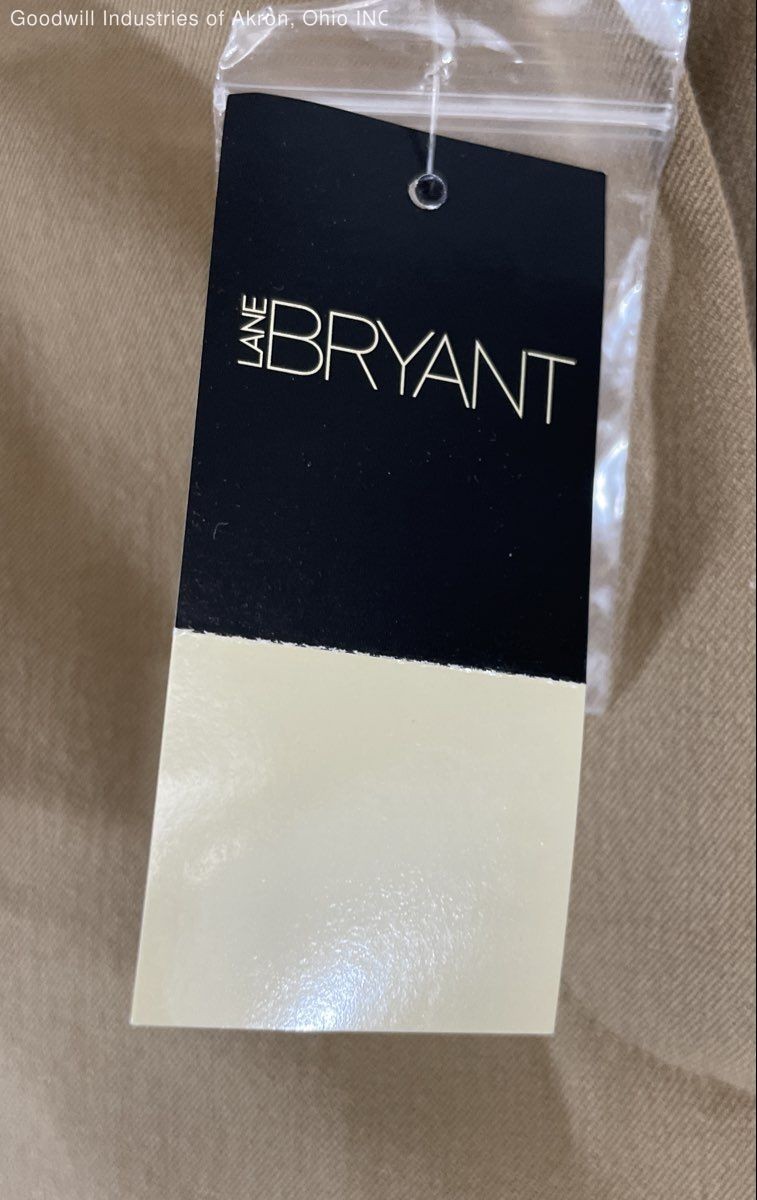 Goodwill Industries of Akron, Ohio INC
LANE BRYANT